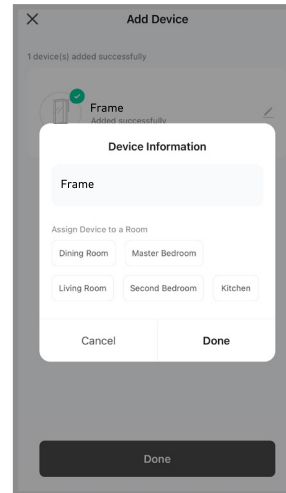 Add Device
1 device(s) added successfully
Frame
Added successfully
Device Information
Frame
Assign Device to a Room
Dining Room Master Bedroom
Living Room Second Bedroom Kitchen
Cancel Done
Done